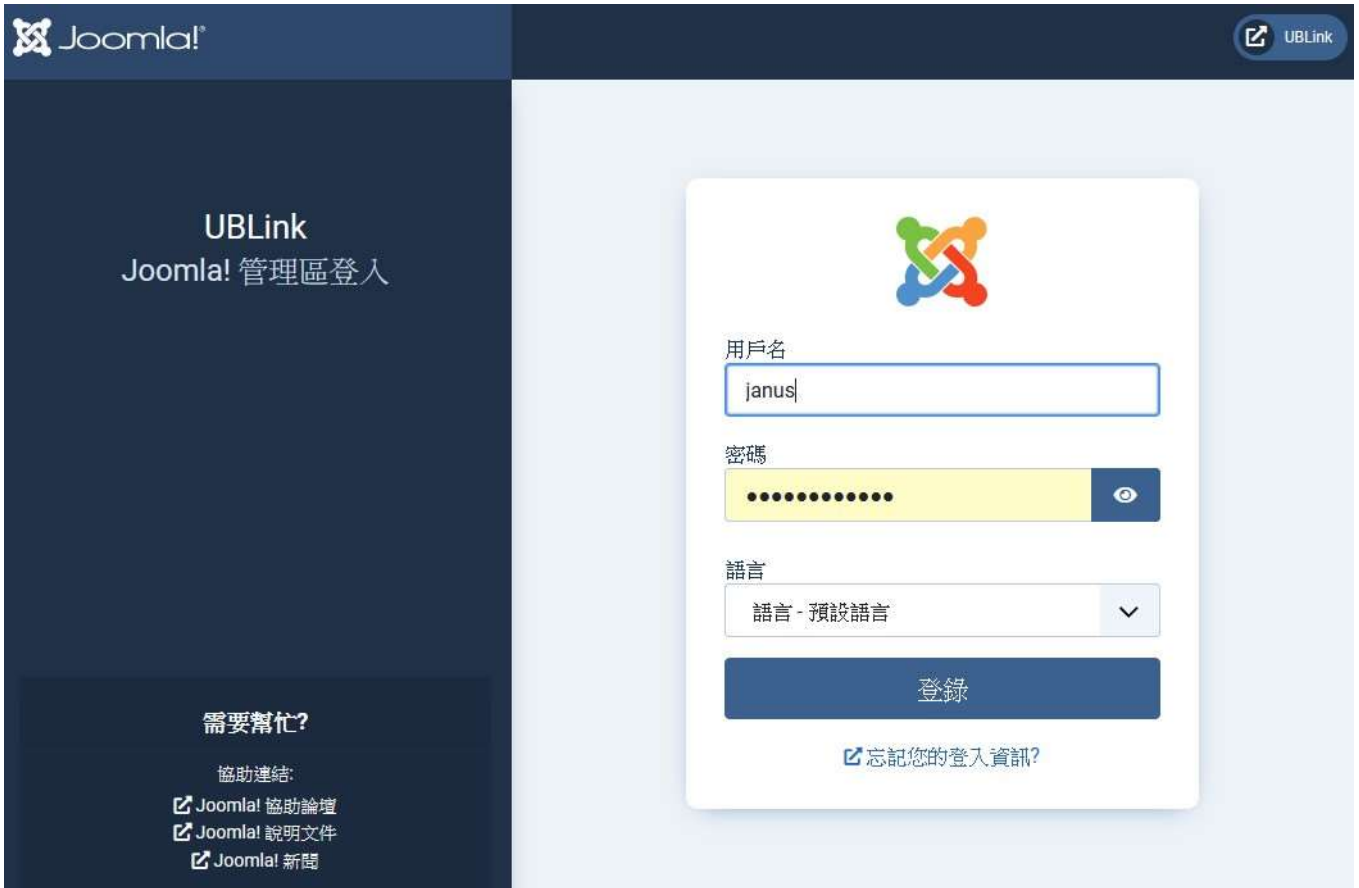 Joomla!®
UBLink
UBLink
Joomla! 管理區登入
用戶名
janus
密碼
••••••••••••
語言
語言 - 預設語言
登錄
忘記您的登入資訊?
需要幫忙?
協助連結:
Joomla! 協助論壇
Joomla! 說明文件
Joomla! 新聞